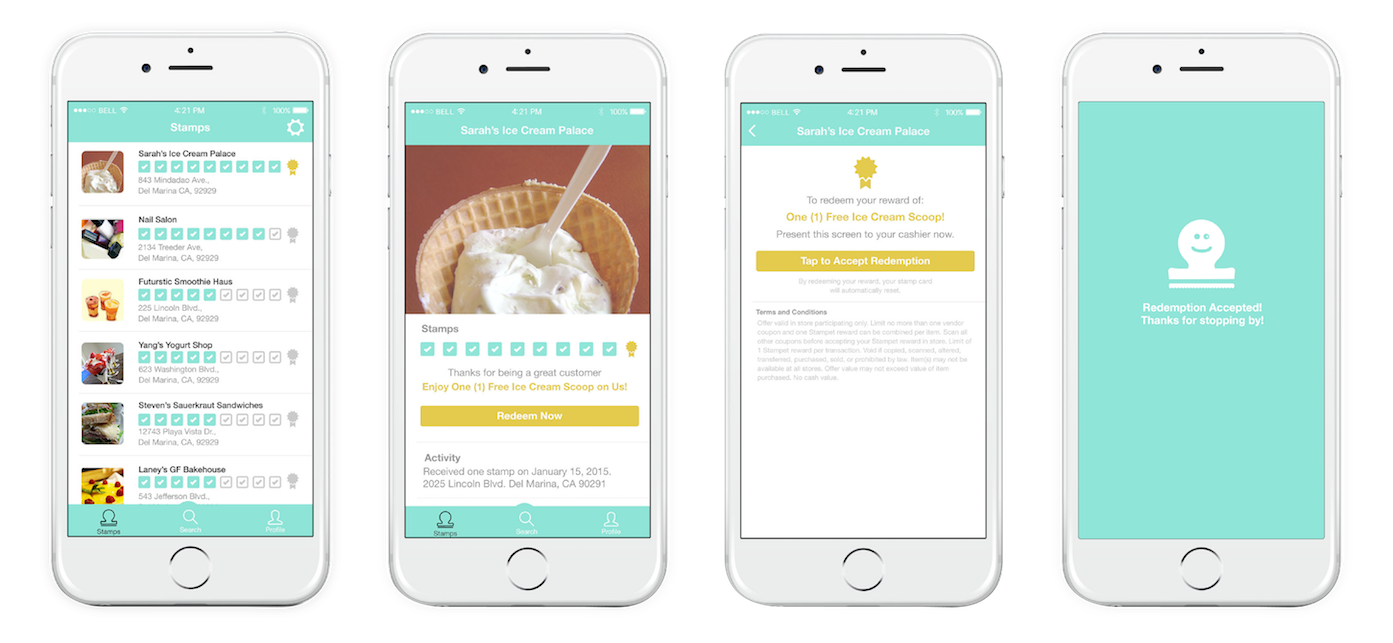 BELL
4:21 PM
100%
Stamps
Sarah's Ice Cream Palace
843 Mindadao Ave.,
Del Marina CA, 92929
Nail Salon
2134 Treeder Ave,
Del Marina, CA, 92929
Futurstic Smoothie Haus
225 Lincoln Blvd.,
Del Marina, CA, 92929
Yang's Yogurt Shop
623 Washington Blvd.,
Del Marina, CA, 92929
Steven's Sauerkraut Sandwiches
12743 Playa Vista Dr.,
Del Marina, CA, 92929
Laney's GF Bakehouse
543 Jefferson Blvd.,
Stamps
Search
Profile
BELL
4:21 PM
100%
Sarah's Ice Cream Palace
Stamps
Thanks for being a great customer
Enjoy One (1) Free Ice Cream Scoop on Us!
Redeem Now
Activity
Received one stamp on January 15, 2015.
2025 Lincoln Blvd. Del Marina, CA 90291
Stamps
Search
Profile
BELL
4:21 PM
100%
Sarah's Ice Cream Palace
To redeem your reward of:
One (1) Free Ice Cream Scoop!
Present this screen to your cashier now.
Tap to Accept Redemption
By redeeming your reward, your stamp card
will automatically reset.
Terms and Conditions
Offer valid in store participating only. Limit no more than one vendor
coupon and one Stampet reward can be combined per item. Scan all
other coupons before accepting your Stampet reward in store. Limit of
1 Stampet reward per transaction. Void if copied, scanned, altered,
transferred, purchased, sold, or prohibited by law. Item(s) may not be
available at all stores. Offer value may not exceed value of item
purchased. No cash value.
Redemption Accepted!
Thanks for stopping by!